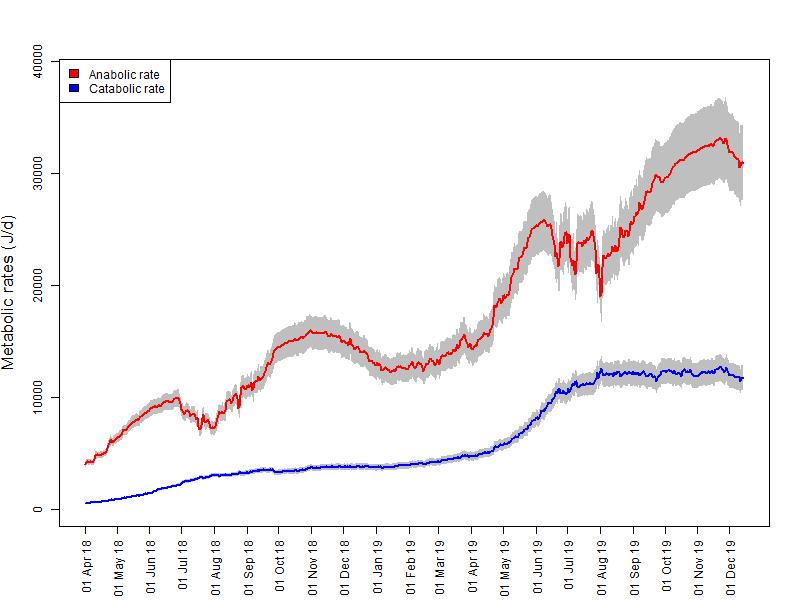 Anabolic rate
Catabolic rate
Metabolic rates (J/d)
40000
30000
20000
10000
0
01 Apr 18
01 May 18
01 Jun 18
01 Jul 18
01 Aug 18
01 Sep 18
01 Oct 18
01 Nov 18
01 Dec 18
01 Jan 19
01 Feb 19
01 Mar 19
01 Apr 19
01 May 19
01 Jun 19
01 Jul 19
01 Aug 19
01 Sep 19
01 Oct 19
01 Nov 19
01 Dec 19